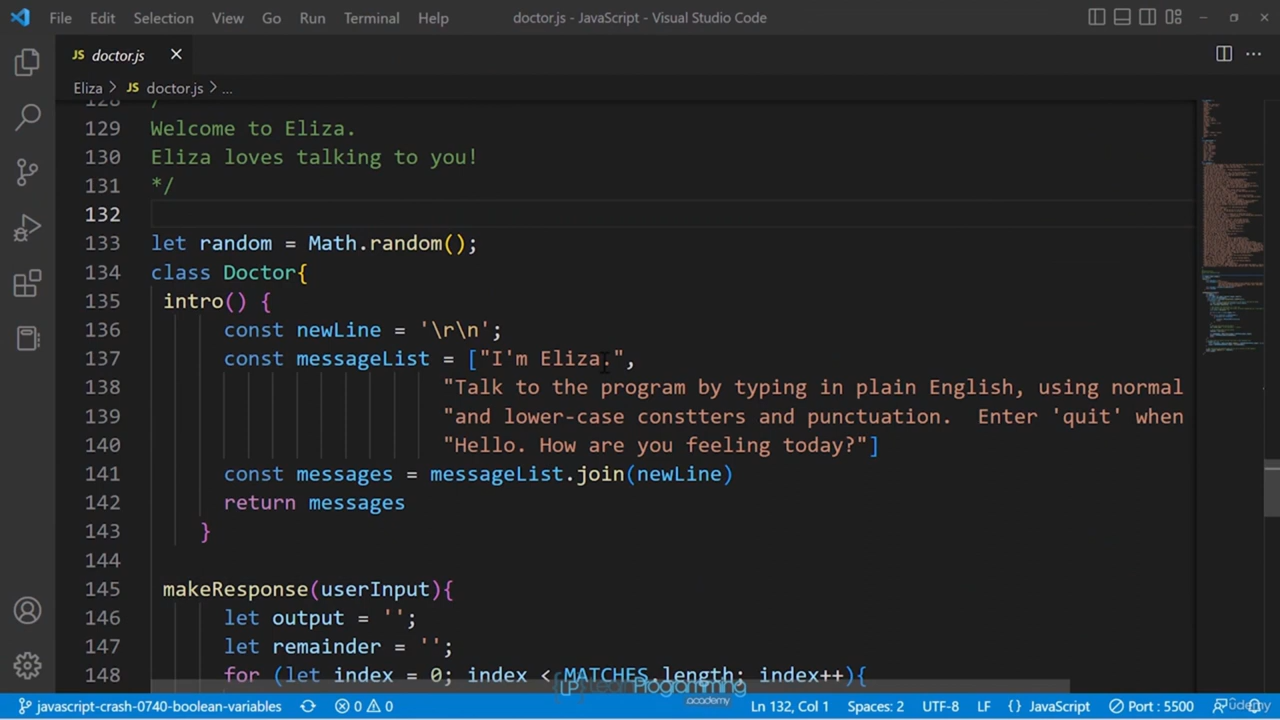 File Edit Selection View Go Run Terminal Help doctor.js - JavaScript - Visual Studio Code
JS doctor.js
Eliza > JS doctor.js > ...
128 /
129 Welcome to Eliza.
130 Eliza loves talking to you!
131 */
132
133 let random = Math.random();
134 class Doctor{
135 intro() {
136 const newLine = '\r\n';
137 const messageList = ["I'm Eliza.",
138 "Talk to the program by typing in plain English, using normal
139 "and lower-case constters and punctuation.  Enter 'quit' when
140 "Hello. How are you feeling today?"]
141 const messages = messageList.join(newLine)
142 return messages
143 }
144
145 makeResponse(userInput){
146 let output = '';
147 let remainder = '';
148 for (let index = 0; index < MATCHES.length; index++){
Learn Programming
academy
javascript-crash-0740-boolean-variables 0 0 Ln 132, Col 1 Spaces: 2 UTF-8 LF {} JavaScript Port : 5500
Udemy